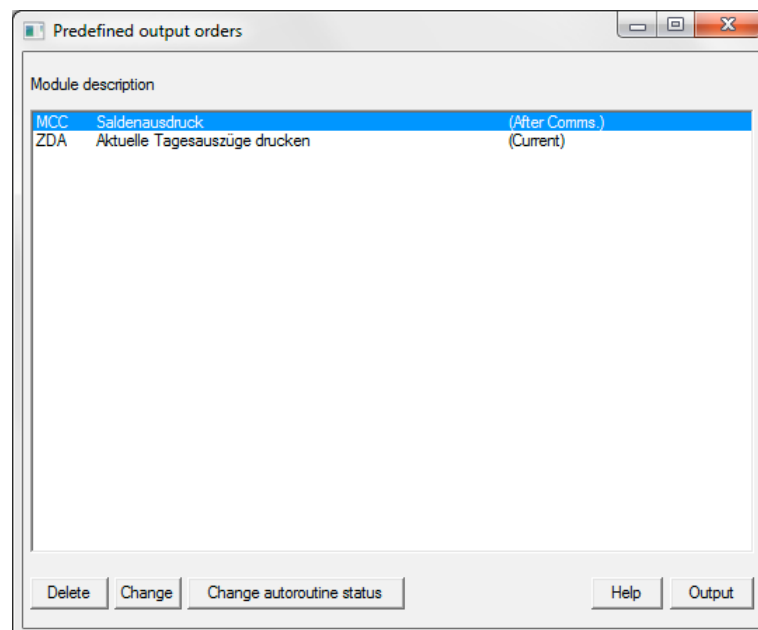 Predefined output orders
Module description
MCC Saldenausdruck (After Comms.)
ZDA Aktuelle Tagesauszüge drucken (Current)
Delete Change Change autoroutine status Help Output